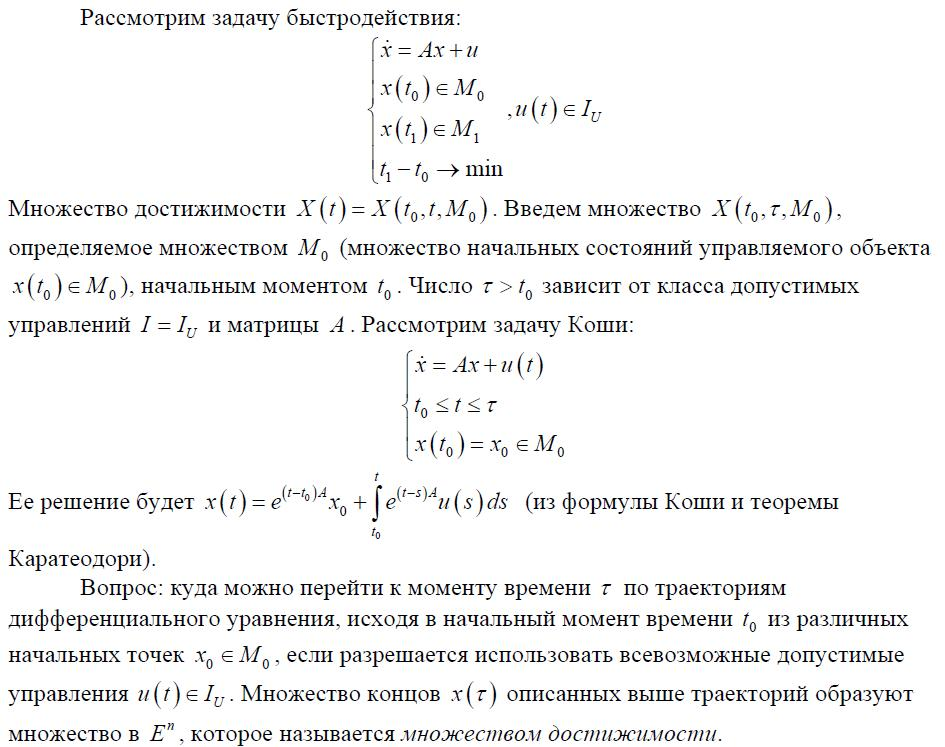 Рассмотрим задачу быстродействия:
ẋ = Ax + u
x(t₀) ∈ M₀
x(t₁) ∈ M₁
t₁ − t₀ → min
, u(t) ∈ I_U
Множество достижимости X(t) = X(t₀, t, M₀). Введем множество X(t₀, τ, M₀),
определяемое множеством M₀ (множество начальных состояний управляемого объекта
x(t₀) ∈ M₀), начальным моментом t₀. Число τ > t₀ зависит от класса допустимых
управлений I = I_U и матрицы A. Рассмотрим задачу Коши:
ẋ = Ax + u(t)
t₀ ≤ t ≤ τ
x(t₀) = x₀ ∈ M₀
Ее решение будет x(t) = e^{(t−t₀)A}x₀ + ∫_{t₀}^{t} e^{(t−s)A}u(s)ds (из формулы Коши и теоремы
Каратеодори).
Вопрос: куда можно перейти к моменту времени τ по траекториям
дифференциального уравнения, исходя в начальный момент времени t₀ из различных
начальных точек x₀ ∈ M₀, если разрешается использовать всевозможные допустимые
управления u(t) ∈ I_U. Множество концов x(τ) описанных выше траекторий образуют
множество в Eⁿ, которое называется множеством достижимости.